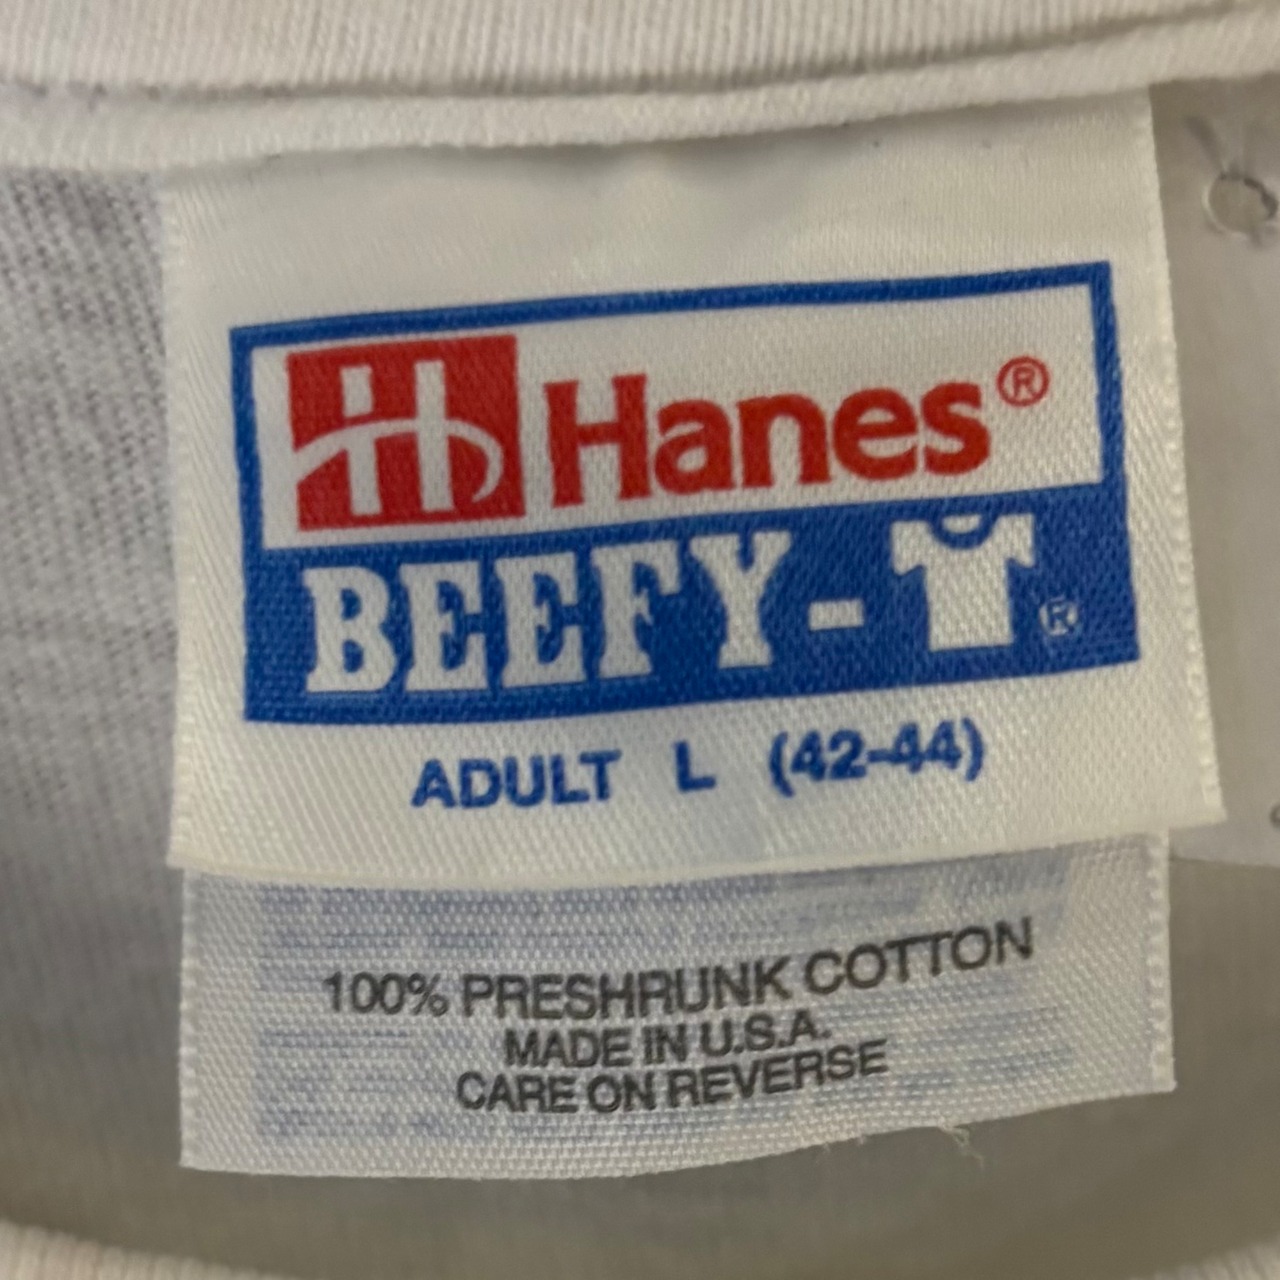 Hanes®
BEEFY-T®
ADULT L (42-44)
100% PRESHRUNK COTTON
MADE IN U.S.A.
CARE ON REVERSE